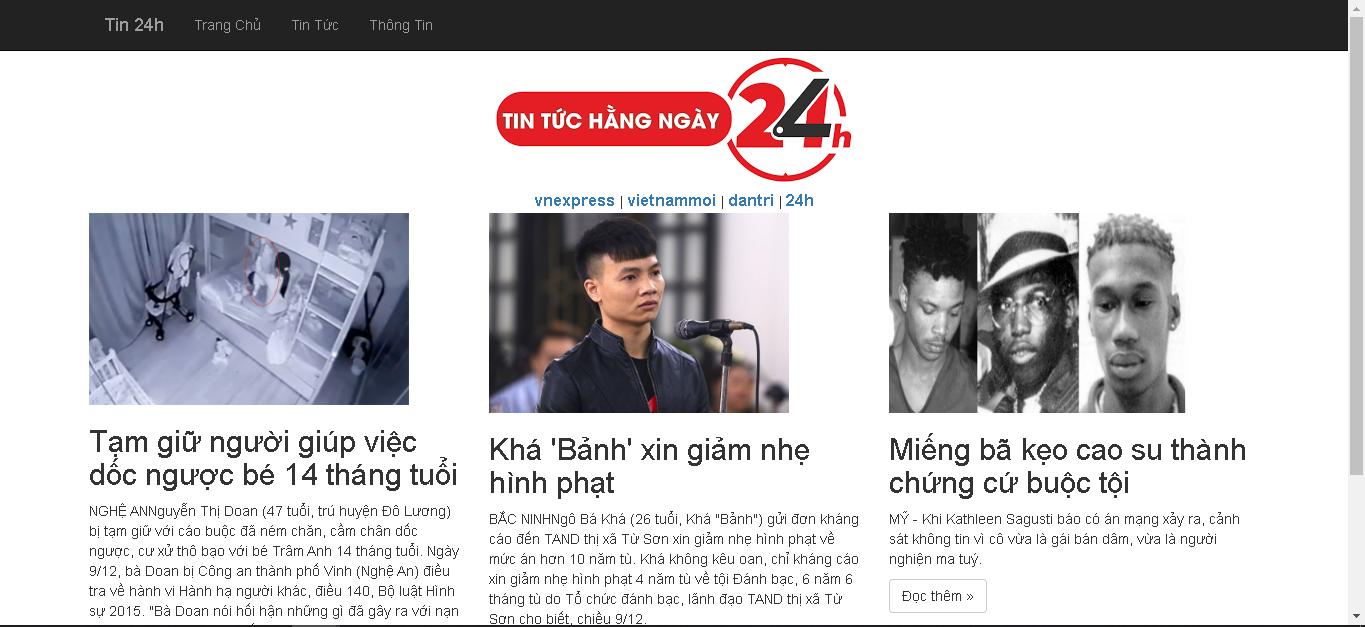 Tin 24h Trang Chủ Tin Tức Thông Tin
TIN TỨC HẰNG NGÀY 24h
vnexpress | vietnammoi | dantri | 24h
Tạm giữ người giúp việc
dốc ngược bé 14 tháng tuổi
NGHỆ ANNguyễn Thị Doan (47 tuổi, trú huyện Đô Lương)
bị tạm giữ với cáo buộc đã ném chăn, cầm chân dốc
ngược, cư xử thô bạo với bé Trâm Anh 14 tháng tuổi. Ngày
9/12, bà Doan bị Công an thành phố Vinh (Nghệ An) điều
tra về hành vi Hành hạ người khác, điều 140, Bộ luật Hình
sự 2015. "Bà Doan nói hối hận những gì đã gây ra với nạn
Khá 'Bảnh' xin giảm nhẹ
hình phạt
BẮC NINHNgô Bá Khá (26 tuổi, Khá "Bảnh") gửi đơn kháng
cáo đến TAND thị xã Từ Sơn xin giảm nhẹ hình phạt về
mức án hơn 10 năm tù. Khá không kêu oan, chỉ kháng cáo
xin giảm nhẹ hình phạt 4 năm tù về tội Đánh bạc, 6 năm 6
tháng tù do Tổ chức đánh bạc, lãnh đạo TAND thị xã Từ
Sơn cho biết, chiều 9/12.
Miếng bã kẹo cao su thành
chứng cứ buộc tội
MỸ - Khi Kathleen Sagusti báo có án mạng xảy ra, cảnh
sát không tin vì cô vừa là gái bán dâm, vừa là người
nghiện ma tuý.
Đọc thêm »